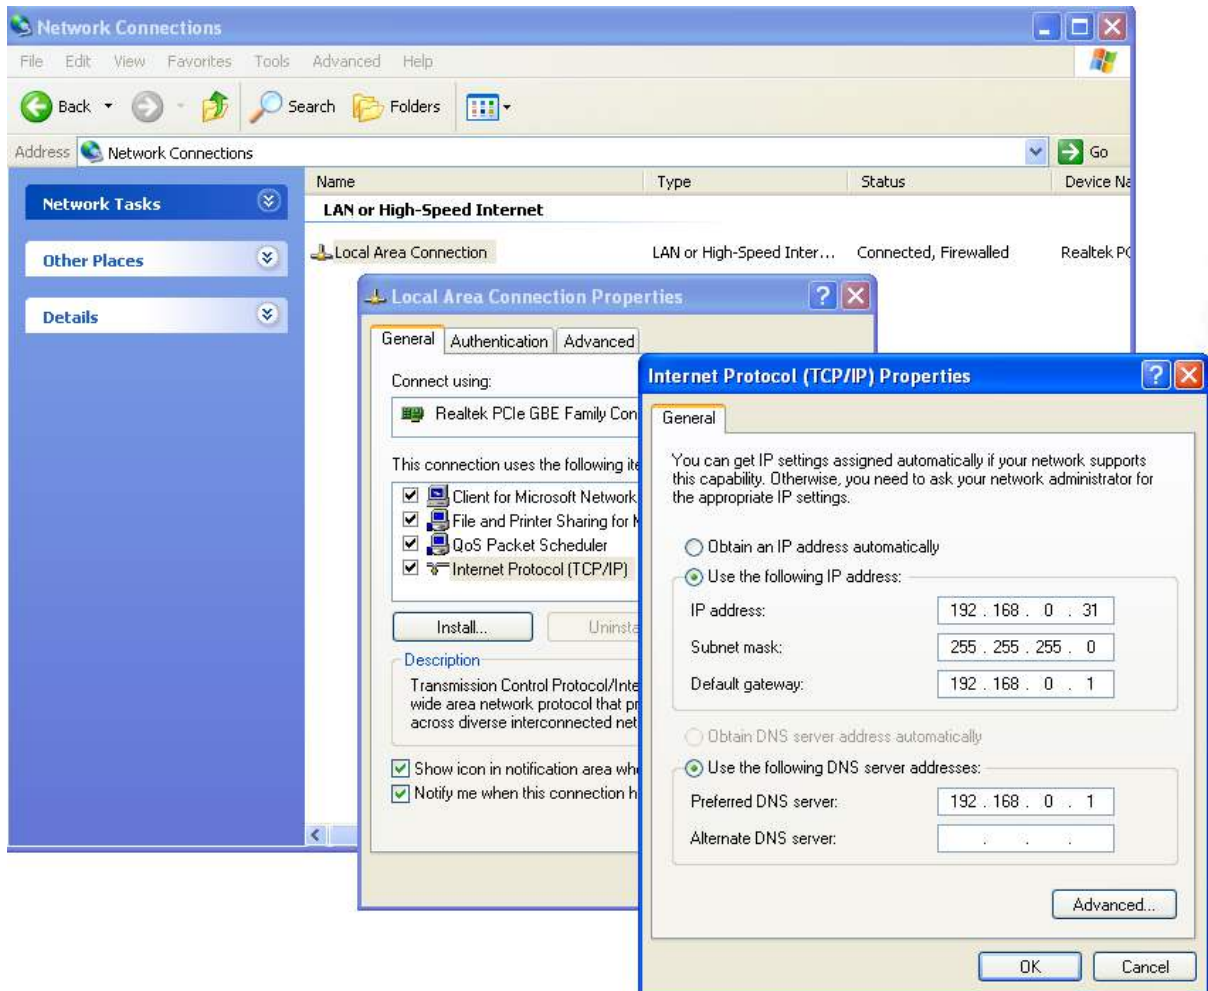 Network Connections
File Edit View Favorites Tools Advanced Help
Back Search Folders
Address Network Connections Go
Name Type Status Device Na
Network Tasks
LAN or High-Speed Internet
Local Area Connection LAN or High-Speed Inter... Connected, Firewalled Realtek PC
Other Places
Details
Local Area Connection Properties
General Authentication Advanced
Connect using:
Realtek PCIe GBE Family Con
This connection uses the following ite
Client for Microsoft Network
File and Printer Sharing for M
QoS Packet Scheduler
Internet Protocol (TCP/IP)
Install... Uninsta
Description
Transmission Control Protocol/Inte
wide area network protocol that pr
across diverse interconnected net
Show icon in notification area whe
Notify me when this connection h
Internet Protocol (TCP/IP) Properties
General
You can get IP settings assigned automatically if your network supports
this capability. Otherwise, you need to ask your network administrator for
the appropriate IP settings.
Obtain an IP address automatically
Use the following IP address:
IP address: 192 . 168 . 0 . 31
Subnet mask: 255 . 255 . 255 . 0
Default gateway: 192 . 168 . 0 . 1
Obtain DNS server address automatically
Use the following DNS server addresses:
Preferred DNS server: 192 . 168 . 0 . 1
Alternate DNS server: . . .
Advanced...
OK Cancel